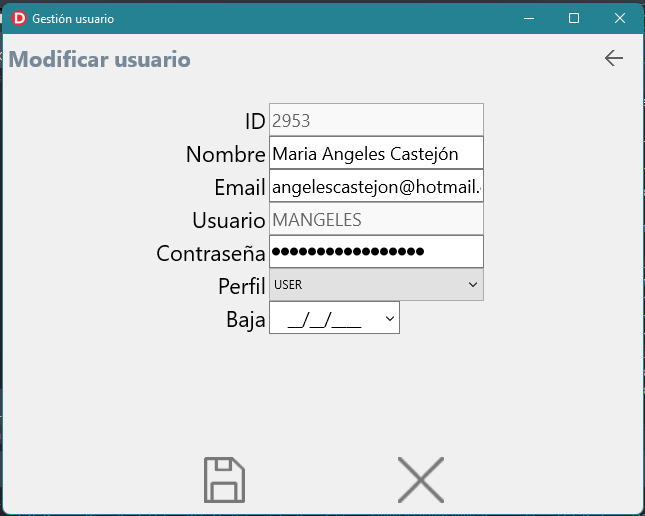 D Gestión usuario
Modificar usuario
ID 2953
Nombre Maria Angeles Castejón
Email angelescastejon@hotmail.
Usuario MANGELES
Contraseña •••••••••••••••••
Perfil USER
Baja __/__/____